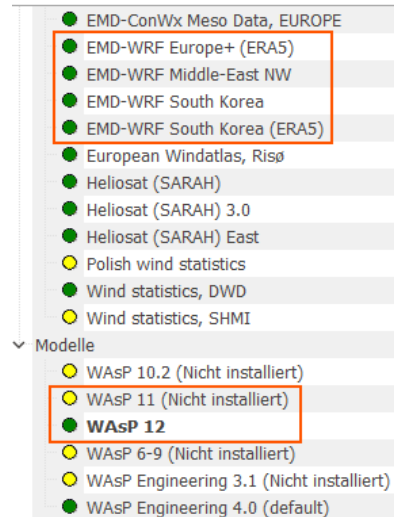 EMD-ConWx Meso Data, EUROPE
EMD-WRF Europe+ (ERA5)
EMD-WRF Middle-East NW
EMD-WRF South Korea
EMD-WRF South Korea (ERA5)
European Windatlas, Risø
Heliosat (SARAH)
Heliosat (SARAH) 3.0
Heliosat (SARAH) East
Polish wind statistics
Wind statistics, DWD
Wind statistics, SHMI
Modelle
WAsP 10.2 (Nicht installiert)
WAsP 11 (Nicht installiert)
WAsP 12
WAsP 6-9 (Nicht installiert)
WAsP Engineering 3.1 (Nicht installiert)
WAsP Engineering 4.0 (default)